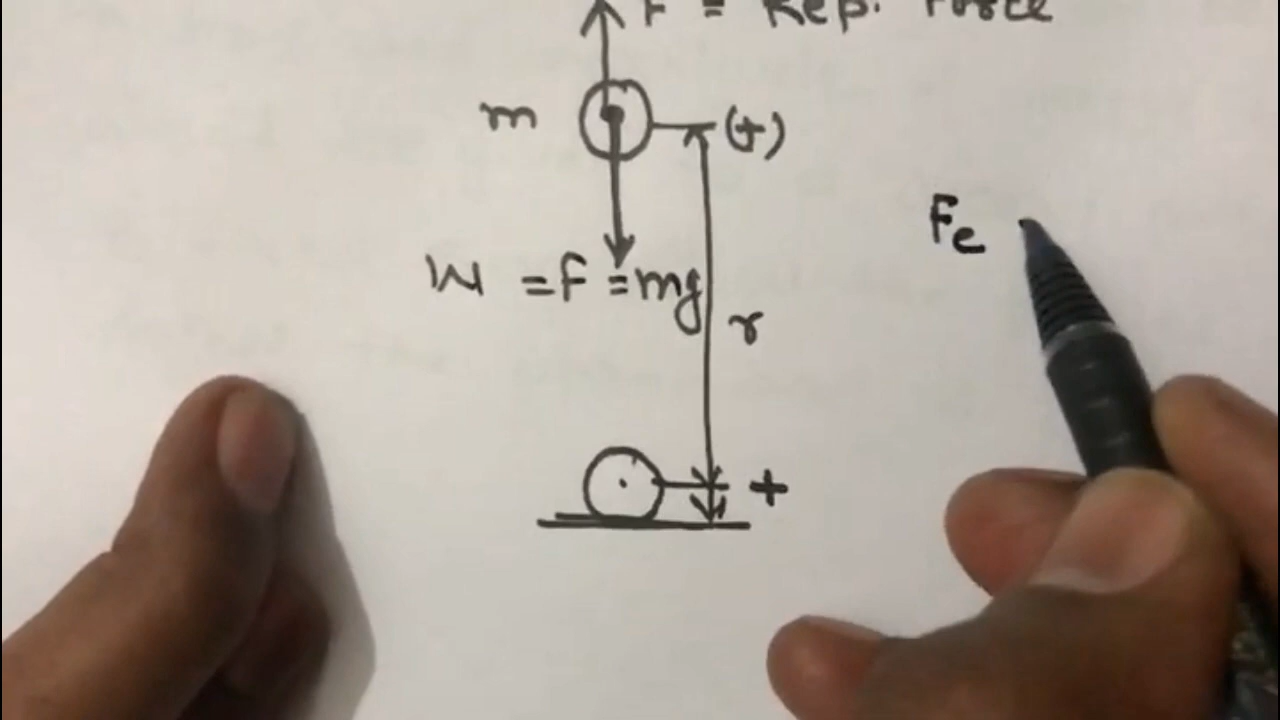 F = Rep. Force
m
(+)
Fe
W = F = mg
r
+